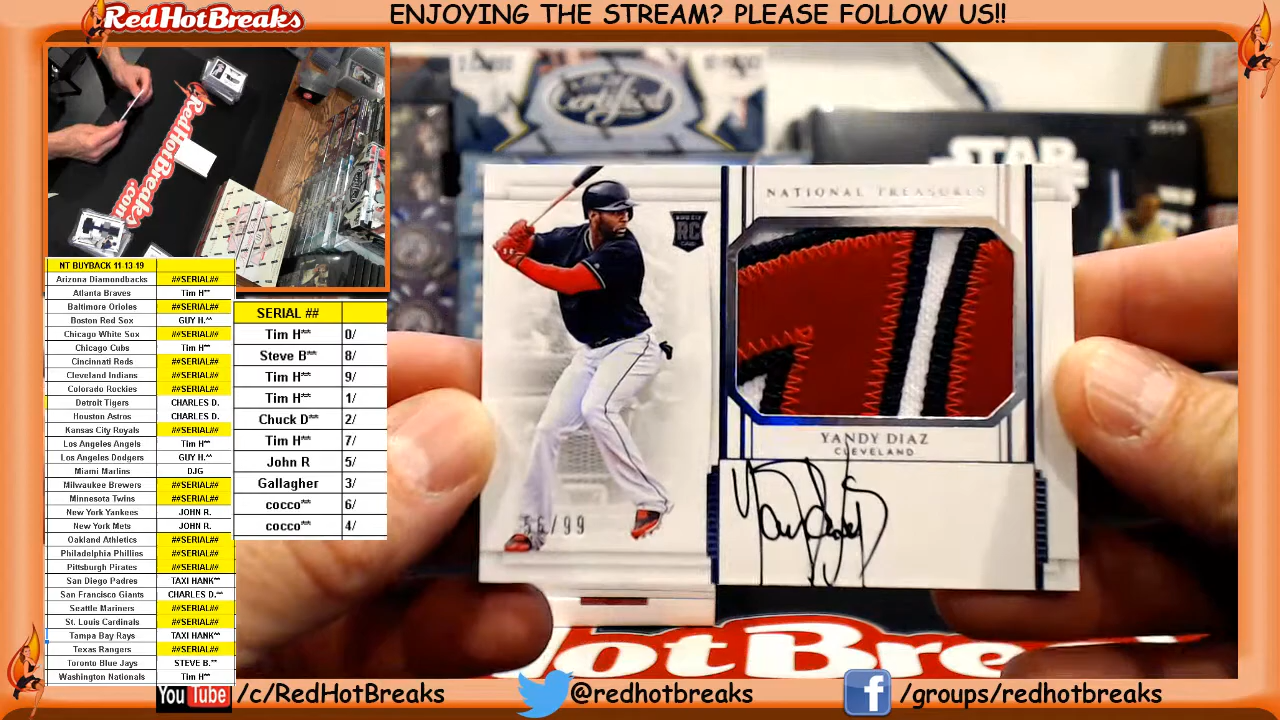 RedHotBreaks
ENJOYING THE STREAM? PLEASE FOLLOW US!!
RedHotBreaks
.com
Certified
STAR
NATIONAL TREASURES
RC
YANDY DIAZ
CLEVELAND
56/99
NT BUYBACK 11-13-19
Arizona Diamondbacks ##SERIAL##
Atlanta Braves Tim H**
Baltimore Orioles ##SERIAL##
Boston Red Sox GUY H.^^
Chicago White Sox ##SERIAL##
Chicago Cubs Tim H**
Cincinnati Reds ##SERIAL##
Cleveland Indians ##SERIAL##
Colorado Rockies ##SERIAL##
Detroit Tigers CHARLES D.
Houston Astros CHARLES D.
Kansas City Royals ##SERIAL##
Los Angeles Angels Tim H**
Los Angeles Dodgers GUY H.^^
Miami Marlins DJG
Milwaukee Brewers ##SERIAL##
Minnesota Twins ##SERIAL##
New York Yankees JOHN R.
New York Mets JOHN R.
Oakland Athletics ##SERIAL##
Philadelphia Phillies ##SERIAL##
Pittsburgh Pirates ##SERIAL##
San Diego Padres TAXI HANK**
San Francisco Giants CHARLES D.**
Seattle Mariners ##SERIAL##
St. Louis Cardinals ##SERIAL##
Tampa Bay Rays TAXI HANK**
Texas Rangers ##SERIAL##
Toronto Blue Jays STEVE B.**
Washington Nationals Tim H**
SERIAL ##
Tim H** 0/
Steve B** 8/
Tim H** 9/
Tim H** 1/
Chuck D** 2/
Tim H** 7/
John R 5/
Gallagher 3/
cocco** 6/
cocco** 4/
otBre
YouTube /c/RedHotBreaks
@redhotbreaks
f /groups/redhotbreaks